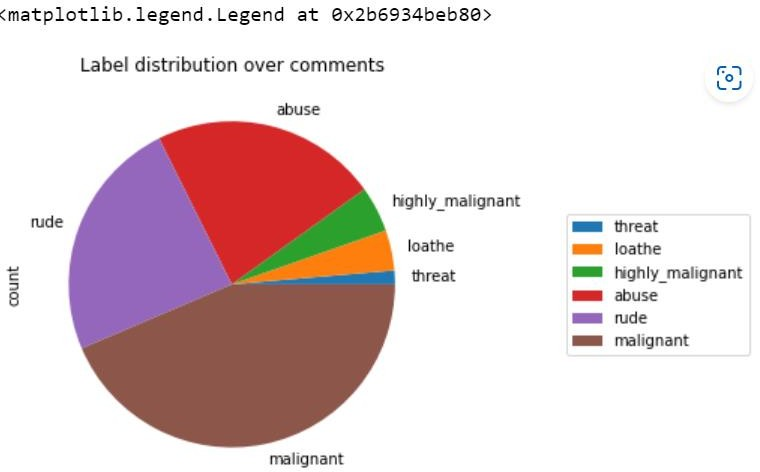 <matplotlib.legend.Legend at 0x2b6934beb80>
Label distribution over comments
abuse
highly_malignant
rude
loathe
threat
count
malignant
threat
loathe
highly_malignant
abuse
rude
malignant